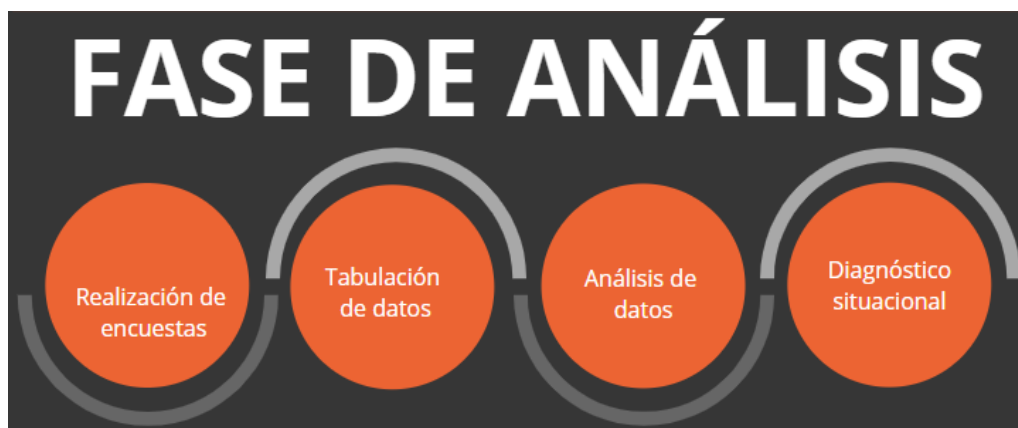 FASE DE ANÁLISIS
Realización de
encuestas
Tabulación
de datos
Análisis de
datos
Diagnóstico
situacional